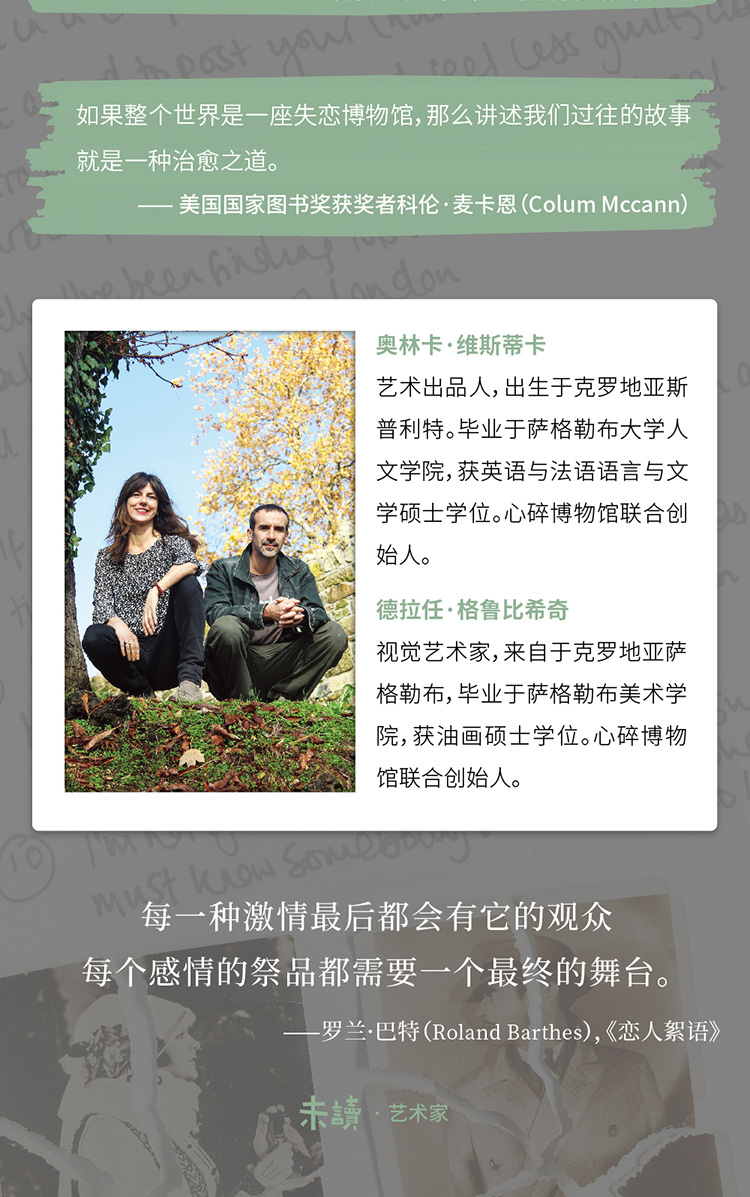 如果整个世界是一座失恋博物馆，那么讲述我们过往的故事
就是一种治愈之道。
—— 美国国家图书奖获奖者科伦·麦卡恩（Colum Mccann）
奥林卡·维斯蒂卡
艺术出品人，出生于克罗地亚斯
普利特。毕业于萨格勒布大学人
文学院，获英语与法语语言与文
学硕士学位。心碎博物馆联合创
始人。
德拉任·格鲁比希奇
视觉艺术家，来自于克罗地亚萨
格勒布，毕业于萨格勒布美术学
院，获油画硕士学位。心碎博物
馆联合创始人。
10
must know somebody
每一种激情最后都会有它的观众
每个感情的祭品都需要一个最终的舞台。
——罗兰·巴特（Roland Barthes），《恋人絮语》
未讀 · 艺术家